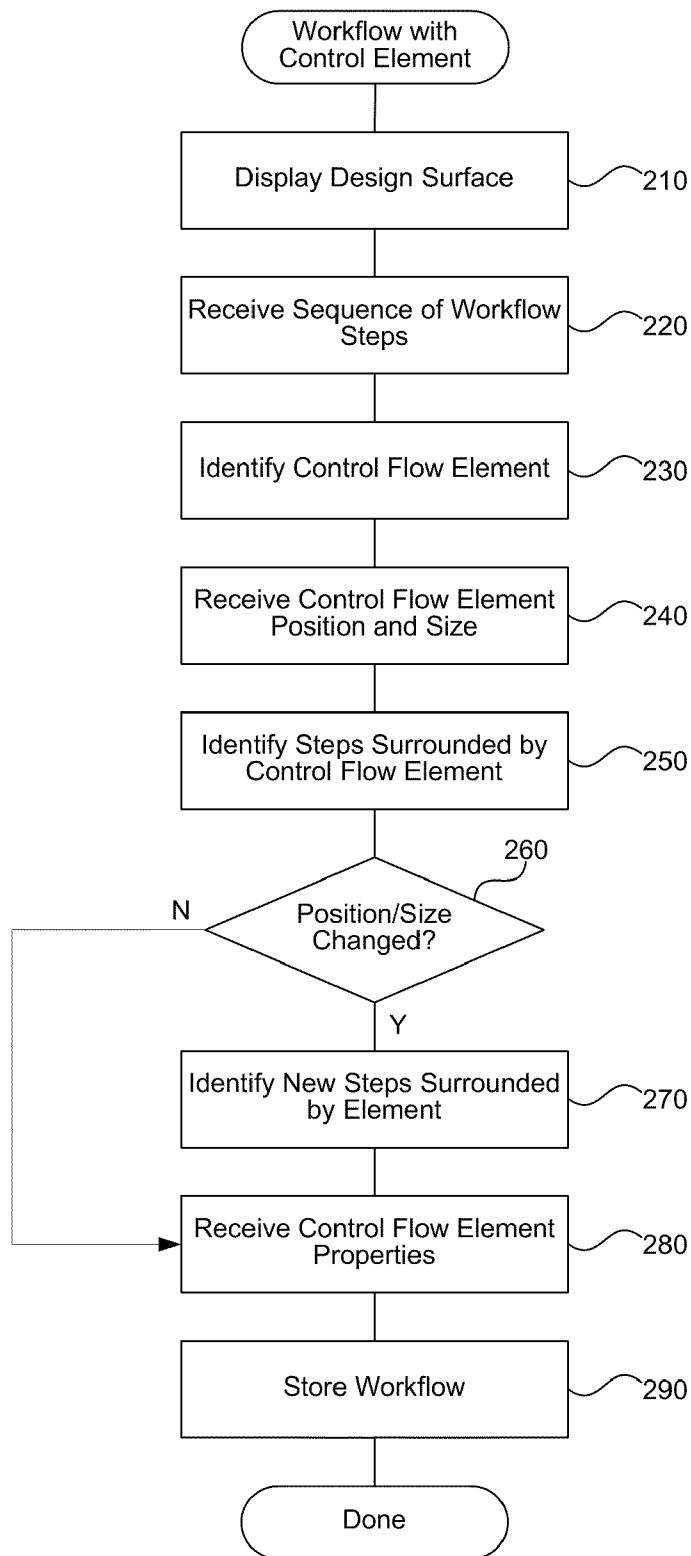 Workflow with
Control Element
Display Design Surface
210
Receive Sequence of Workflow
Steps
220
Identify Control Flow Element
230
Receive Control Flow Element
Position and Size
240
Identify Steps Surrounded by
Control Flow Element
250
260
N
Position/Size
Changed?
Y
Identify New Steps Surrounded
by Element
270
Receive Control Flow Element
Properties
280
Store Workflow
290
Done